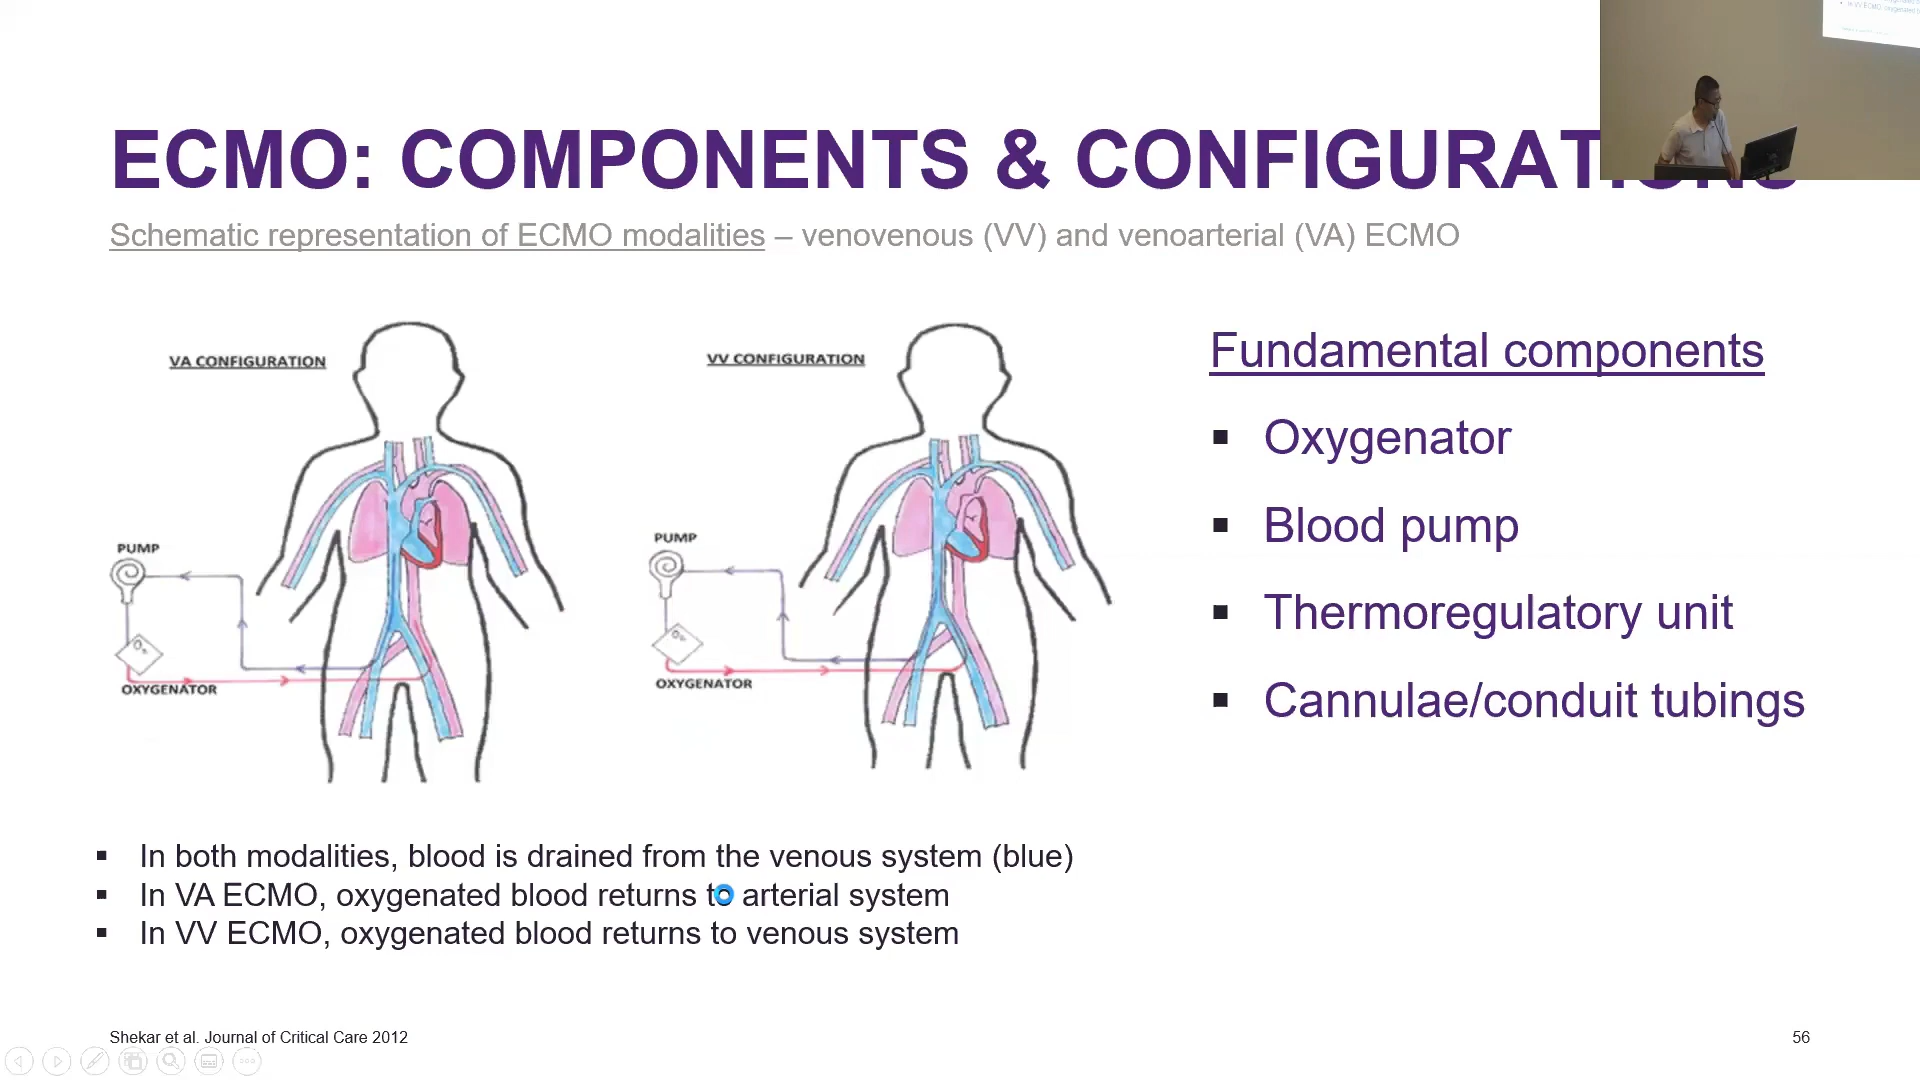 ECMO: COMPONENTS & CONFIGURATIONS
Schematic representation of ECMO modalities – venovenous (VV) and venoarterial (VA) ECMO
VA CONFIGURATION
PUMP
O₂
OXYGENATOR
VV CONFIGURATION
PUMP
O₂
OXYGENATOR
Fundamental components
▪ Oxygenator
▪ Blood pump
▪ Thermoregulatory unit
▪ Cannulae/conduit tubings
▪ In both modalities, blood is drained from the venous system (blue)
▪ In VA ECMO, oxygenated blood returns to arterial system
▪ In VV ECMO, oxygenated blood returns to venous system
Shekar et al. Journal of Critical Care 2012
56